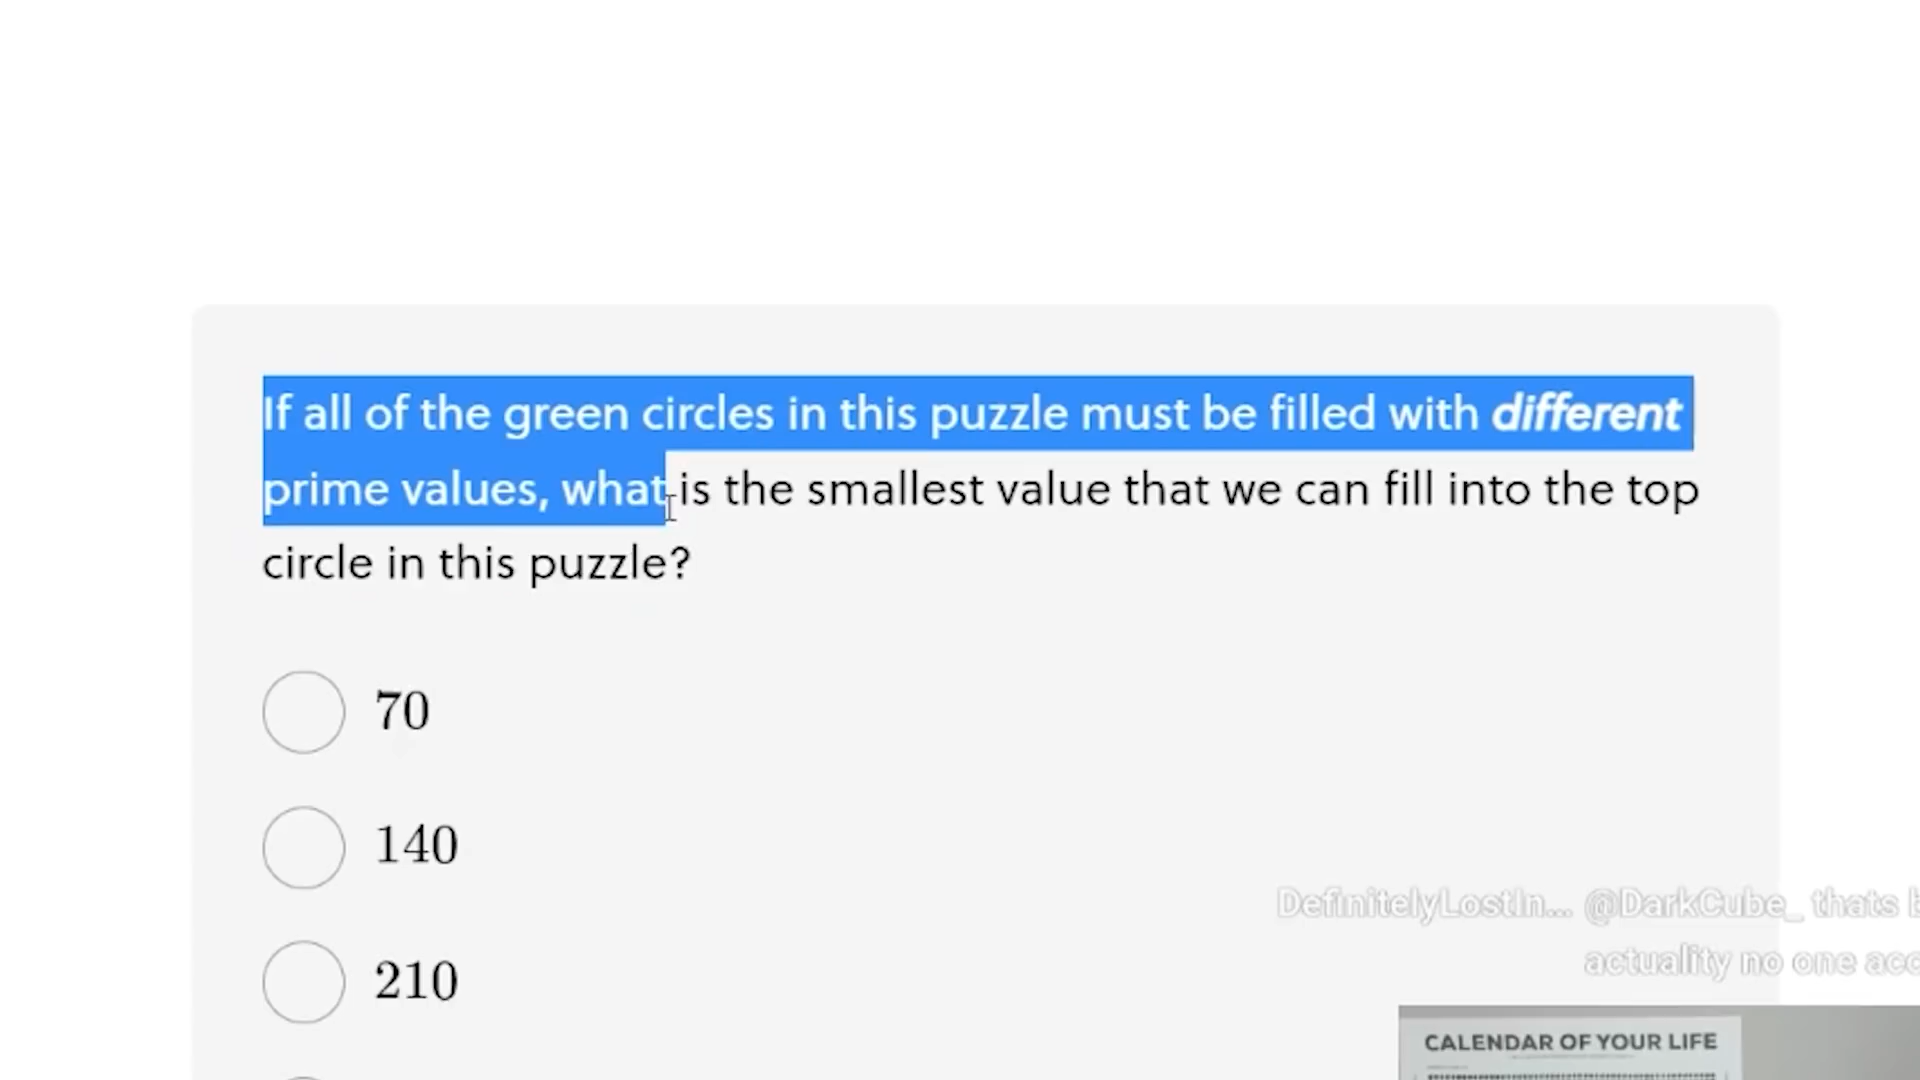 If all of the green circles in this puzzle must be filled with different
prime values, what is the smallest value that we can fill into the top
circle in this puzzle?
70
140
210
DefinitelyLostIn... @DarkCube_ thats
actuality no one
CALENDAR OF YOUR LIFE